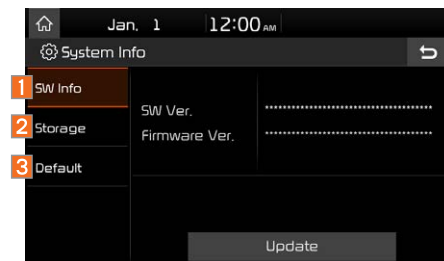 Jan. 1 12:00 AM
System Info
1 SW Info
SW Ver. ************************************
2 Storage
Firmware Ver. ************************************
3 Default
Update